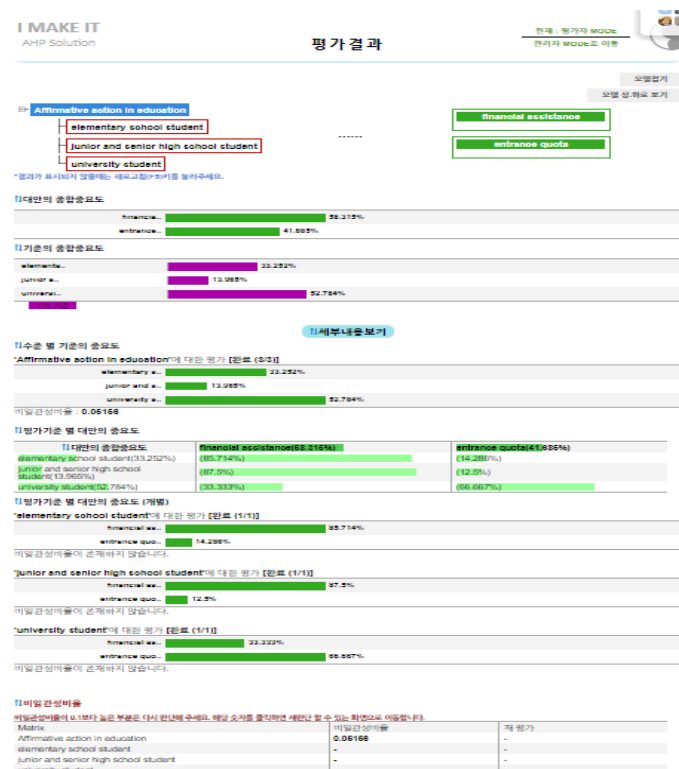 I MAKE IT
AHP Solution
평가결과
현재 : 평가자 MODE
관리자 MODE로 이동
모델접기
모델 상,하로 보기
Affirmative action in education
elementary school student
junior and senior high school student
university student
......
financial assistance
entrance quota
*결과가 표시되지 않을때는 새로고침(F5)키를 눌러주세요.
대안의 종합중요도
financia.. 58.315%
entrance.. 41.685%
기준의 종합중요도
elementa.. 33.252%
junior a.. 13.965%
universi.. 52.784%
세부내용보기
수준 별 기준의 중요도
"Affirmative action in education"에 대한 평가 [완료 (3/3)]
elementary s.. 33.252%
junior and s.. 13.965%
university s.. 52.784%
비일관성비율 : 0.05156
평가기준 별 대안의 중요도
대안의 종합중요도 financial assistance(58.315%) entrance quota(41.685%)
elementary school student(33.252%) (85.714%) (14.286%)
junior and senior high school student(13.965%) (87.5%) (12.5%)
university student(52.784%) (33.333%) (66.667%)
평가기준 별 대안의 중요도 (개별)
"elementary school student"에 대한 평가 [완료 (1/1)]
financial as.. 85.714%
entrance quo.. 14.286%
비일관성비율이 존재하지 않습니다.
"junior and senior high school student"에 대한 평가 [완료 (1/1)]
financial as.. 87.5%
entrance quo.. 12.5%
비일관성비율이 존재하지 않습니다.
"university student"에 대한 평가 [완료 (1/1)]
financial as.. 33.333%
entrance quo.. 66.667%
비일관성비율이 존재하지 않습니다.
비일관성비율
비일관성비율이 0.1보다 높은 부분은 다시 판단해 주세요. 해당 숫자를 클릭하면 재판단 할 수 있는 화면으로 이동합니다.
Matrix 비일관성비율 재 평가
Affirmative action in education 0.05156 -
elementary school student - -
junior and senior high school student - -